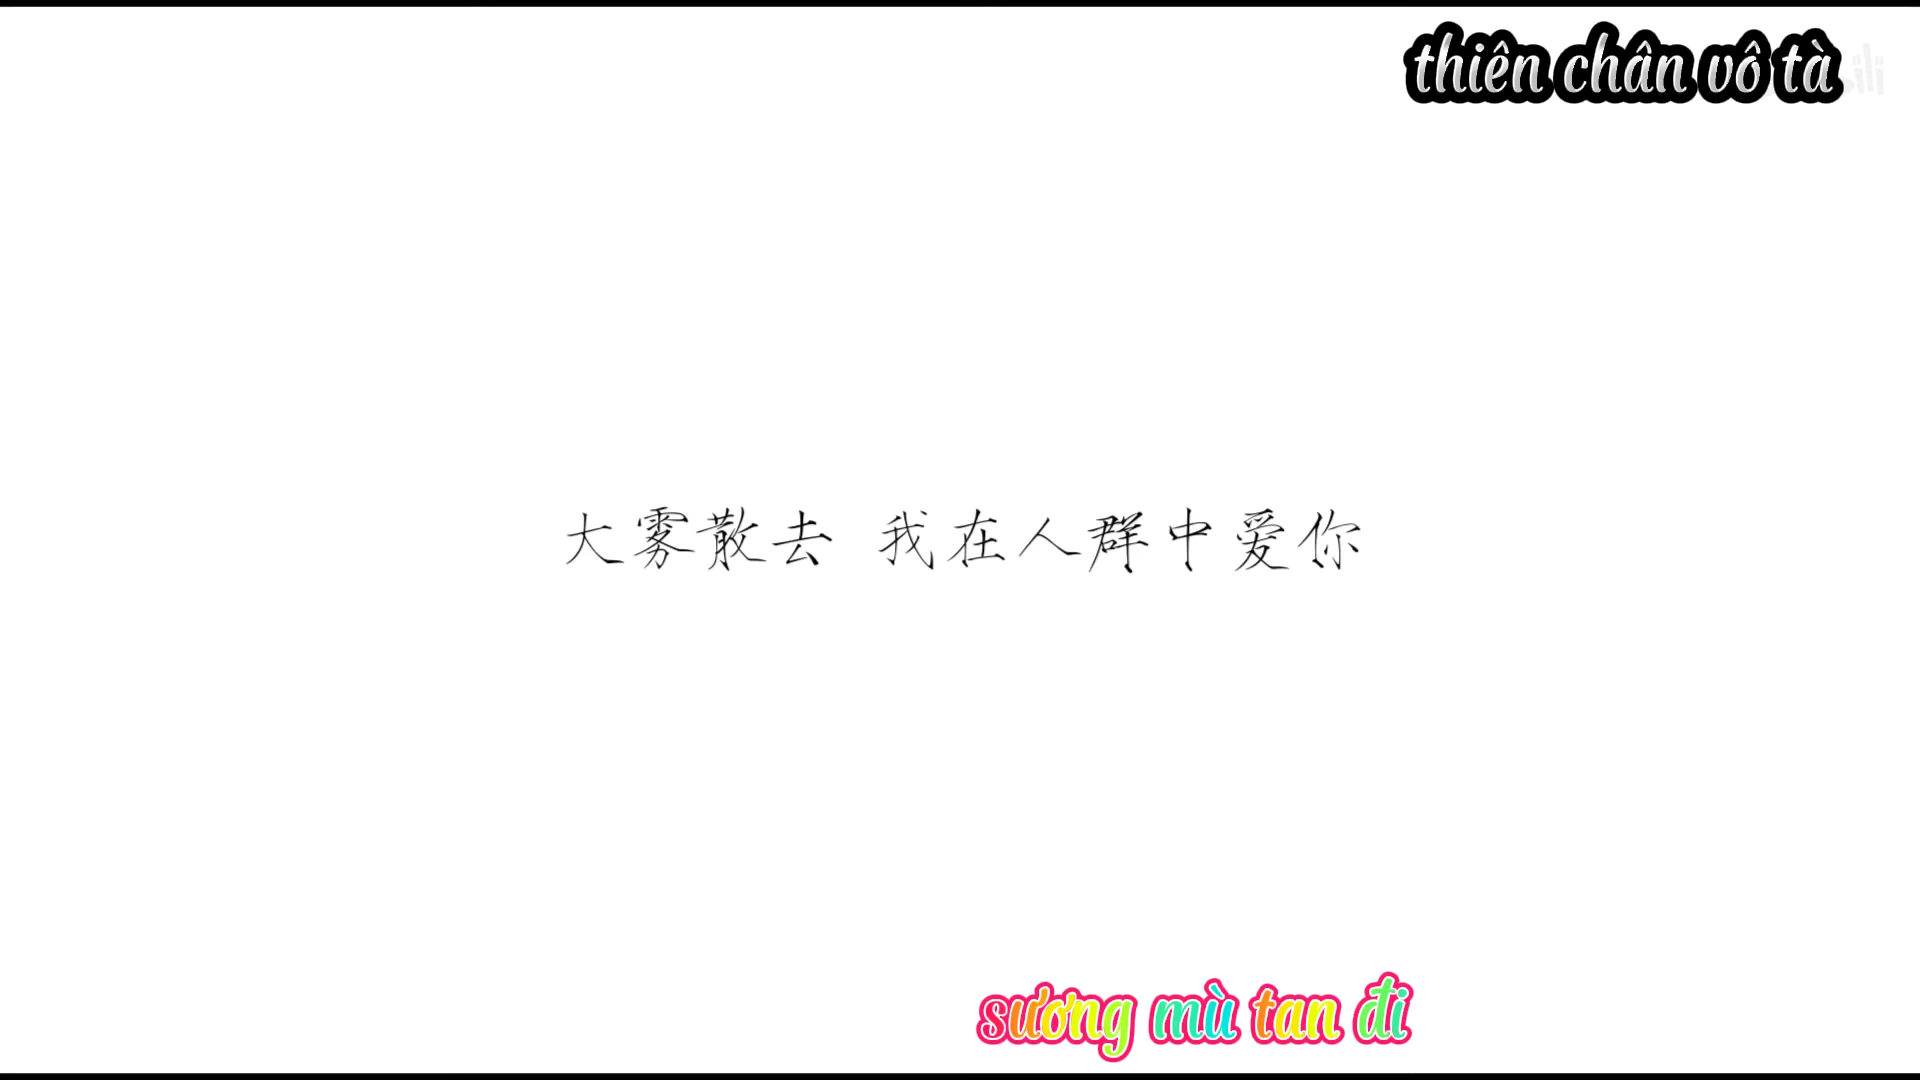 thiên chân vô tà
大雾散去 我在人群中爱你
sương mù tan đi